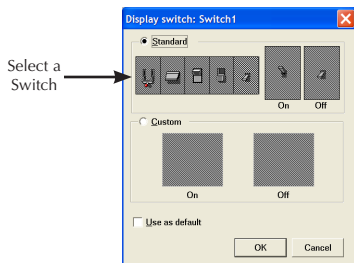 Display switch: Switch1
Standard
Select a
Switch
On Off
Custom
On Off
Use as default
OK Cancel